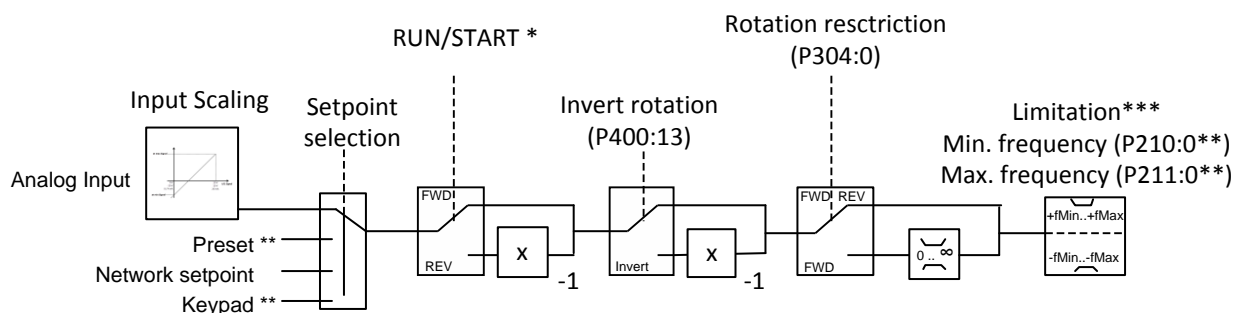 RUN/START *
Rotation resctriction
(P304:0)
Input Scaling
Setpoint
selection
Invert rotation
(P400:13)
Limitation***
Min. frequency (P210:0**)
Max. frequency (P211:0**)
Analog Input
FWD
FWD REV
+fMin..+fMax
Preset **
REV
X
Invert
X
FWD
0 .. ∞
-fMin..-fMax
Network setpoint
-1
-1
Keypad **